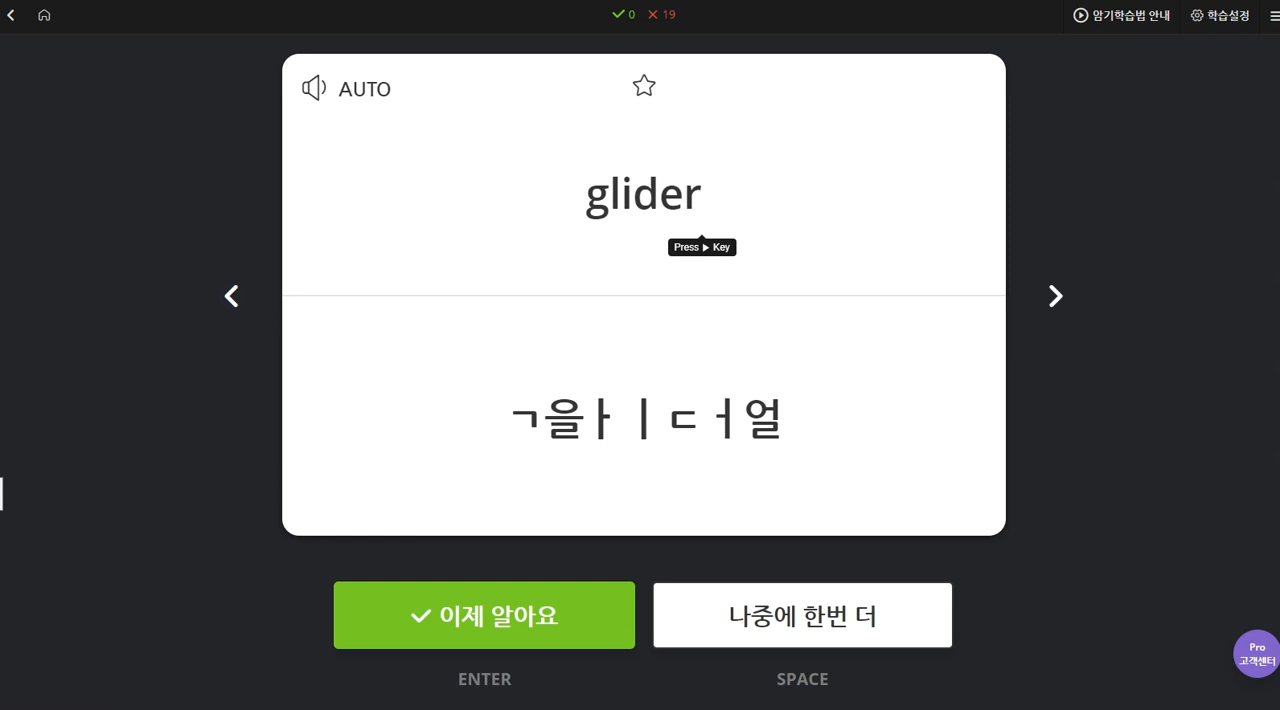 0 19 암기학습법 안내 학습설정
AUTO
glider
Press ▶ Key
ㄱ을ㅏㅣㄷㅓ얼
이제 알아요 나중에 한번 더
Pro
고객센터
ENTER SPACE